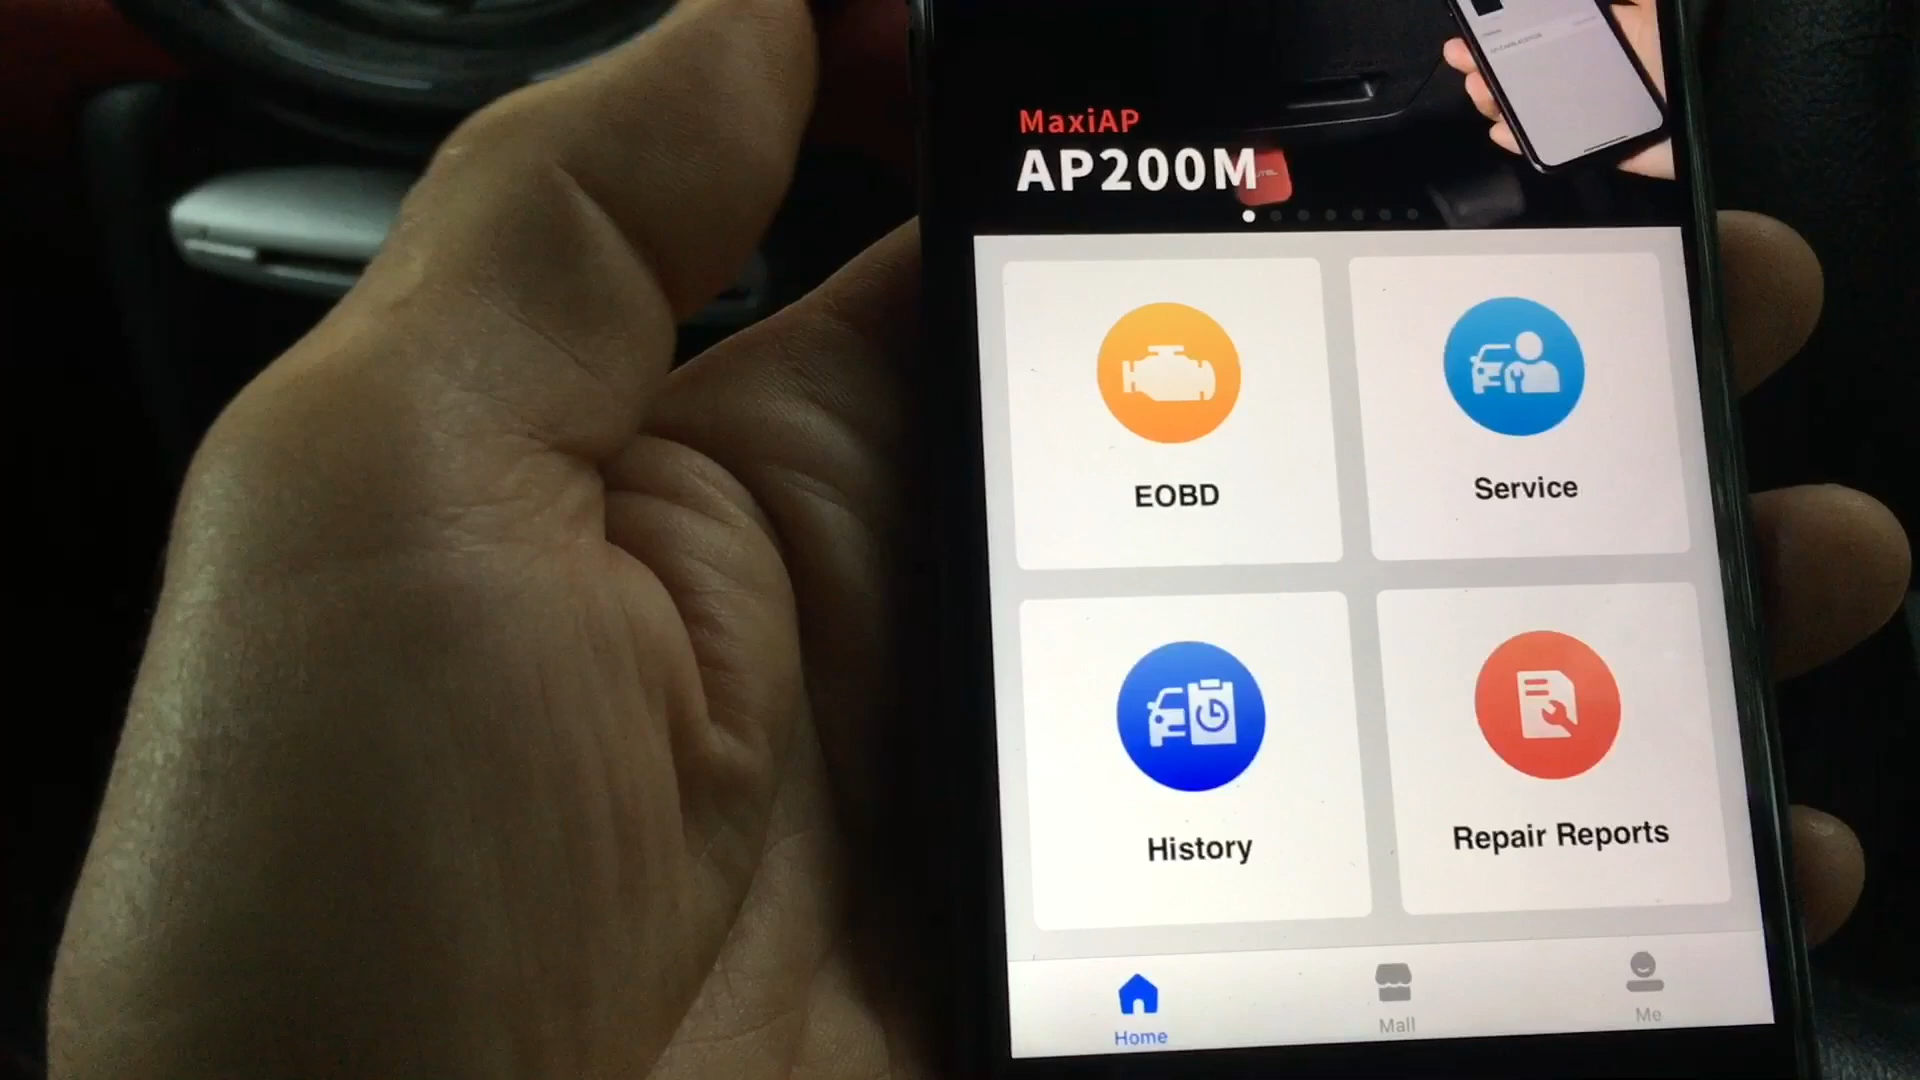 MaxiAP
AP200M
EOBD
Service
History
Repair Reports
Home
Mall
Me